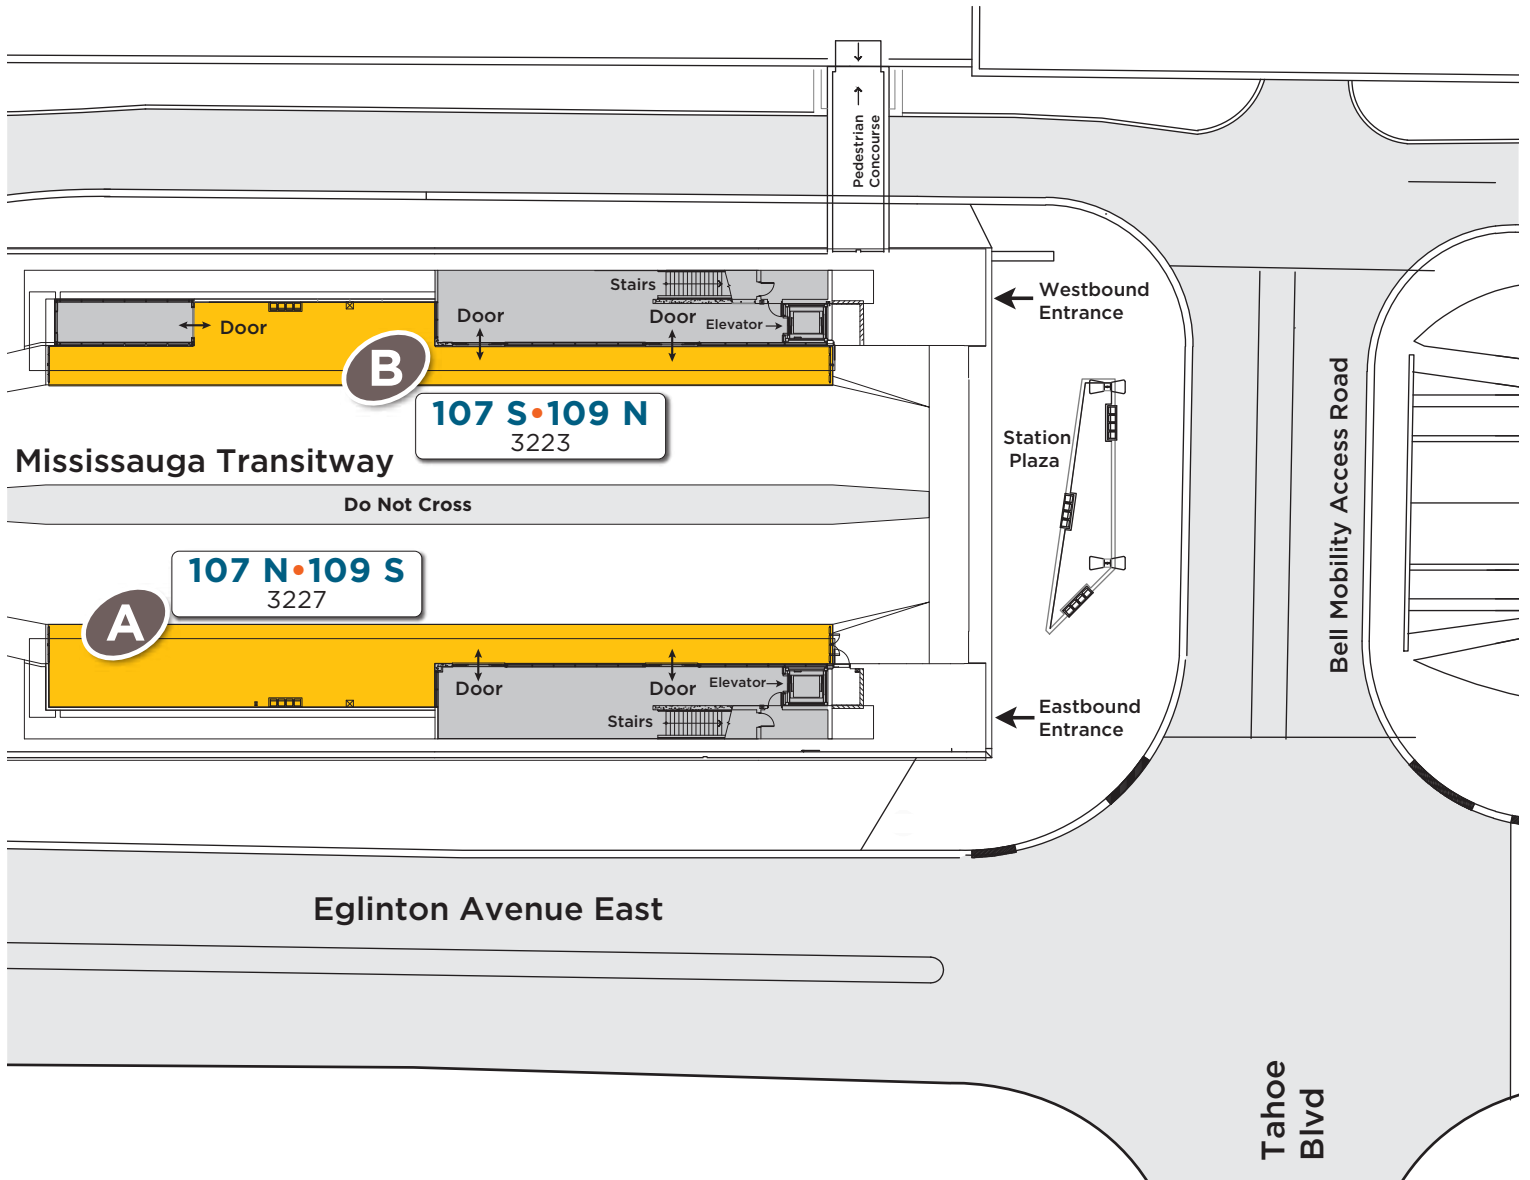 Pedestrian
Concourse
Stairs
Door
Door
Door
Elevator
Westbound
Entrance
B
107 S•109 N
3223
Mississauga Transitway
Station
Plaza
Bell Mobility Access Road
Do Not Cross
107 N•109 S
3227
A
Door
Door
Elevator
Stairs
Eastbound
Entrance
Eglinton Avenue East
Tahoe
Blvd